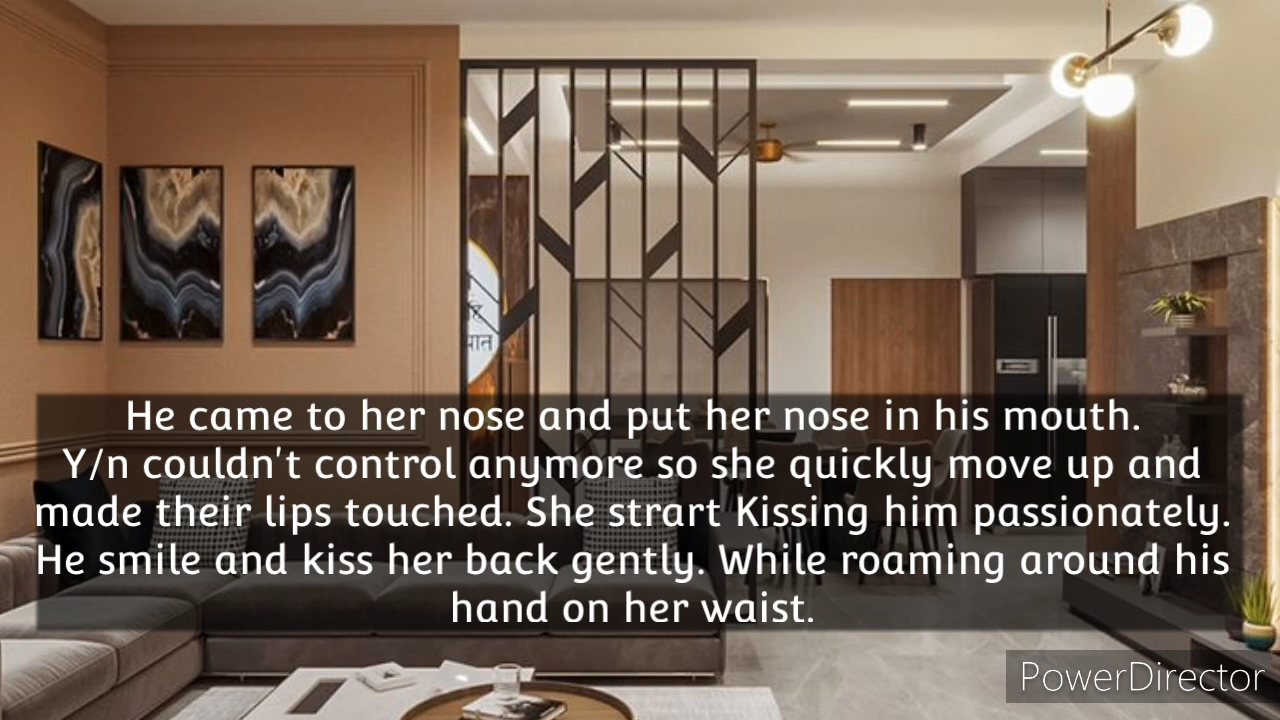 हि
पात
He came to her nose and put her nose in his mouth.
Y/n couldn't control anymore so she quickly move up and
made their lips touched. She strart Kissing him passionately.
He smile and kiss her back gently. While roaming around his
hand on her waist.
PowerDirector